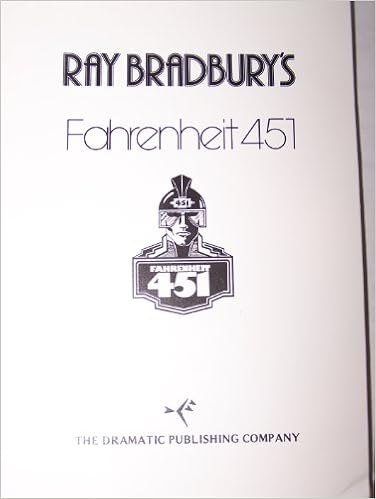 RAY BRADBURY'S
Fahrenheit 451
451
FAHRENHEIT
451
THE DRAMATIC PUBLISHING COMPANY